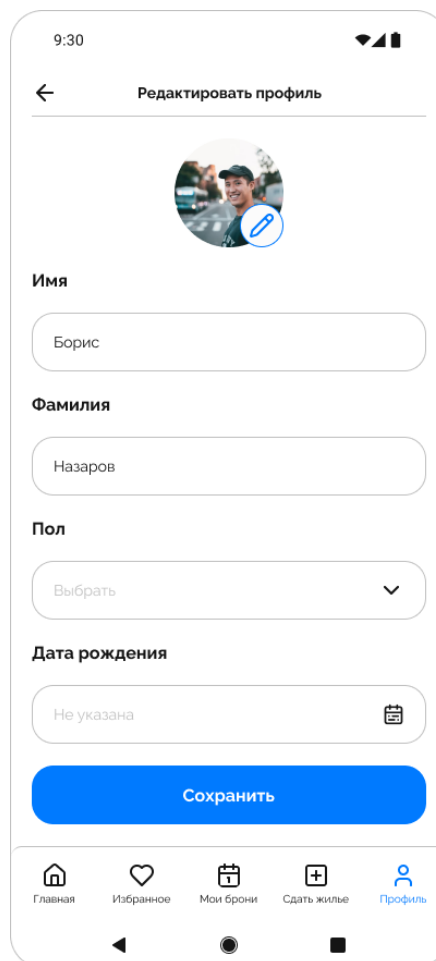 9:30
Редактировать профиль
Имя
Борис
Фамилия
Назаров
Пол
Выбрать
Дата рождения
Не указана
Сохранить
1
Главная Избранное Мои брони Сдать жилье Профиль